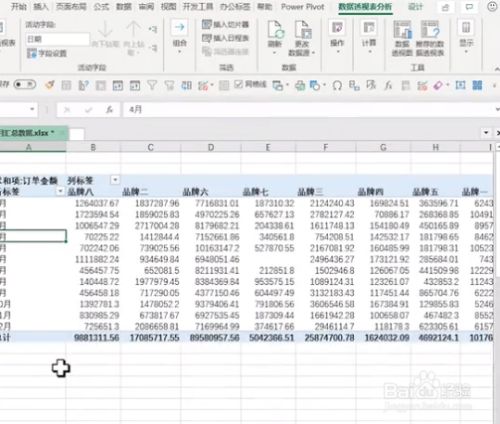 开始 插入 页面布局 公式 数据 审阅 视图 开发工具 办公标签 帮助 Power Pivot 数据透视表分析 设计
活动字段:
日期
字段设置
向下钻取 向上钻取
活动字段
组合
插入切片器
插入日程表
筛选器连接
筛选
刷新 更改数据源
数据
操作
计算
数据透视图 推荐的数据透视表
工具
显示
保存
网格线
fx 4月
汇总数据.xlsx *
A B C D E F G H
求和项:订单金额 列标签
行标签 品牌八 品牌二 品牌六 品牌七 品牌三 品牌四 品牌五 品牌一
月 1264037.67 1837287.96 7716831.01 187310.32 2124240.43 169824.51 363596.71 6243
月 1723594.54 1859025.83 4970225.26 657627.13 2782127.42 70886.17 268368.85 10491
月 1006547.29 2717004.28 8179682.21 204338.61 1611748.13 154180.49 450165.89 8957
月 70225.22 1412844.4 7152661.86 340561.8 754208.51 142532.17 181798.65 8462
月 702242.06 739025.56 10163147.2 527870.55 2167081.92 160485.99 181798.31 10523
月 1111882.24 934649.84 6948051.46 2496436.27 173121.92 285684.01 743
月 456457.75 652081.5 8211931.41 212851.8 1502946.8 126067.05 441509.98 12229
月 140448.72 1977979.45 8384369.84 953575.15 1089124.31 123261.07 432853.2 11243
月 456458.18 717290.05 4377150.46 604497.49 3132183.43 117451.44 865704.76 6222
10月 1392781.3 1478052.2 9379406.41 791806.56 3606546.58 167384.91 129855.83 5246
11月 830985.29 673817.67 6927535.45 187309.44 1661942.28 100658.07 467482.3 8552
12月 725651.3 2086658.81 7169964.99 374617.66 2946114.7 118178.3 623305.61 6157
总计 9881311.56 17085717.55 89580957.56 5042366.51 25874700.78 1624032.09 4692124.1 10176
Baidu 经验